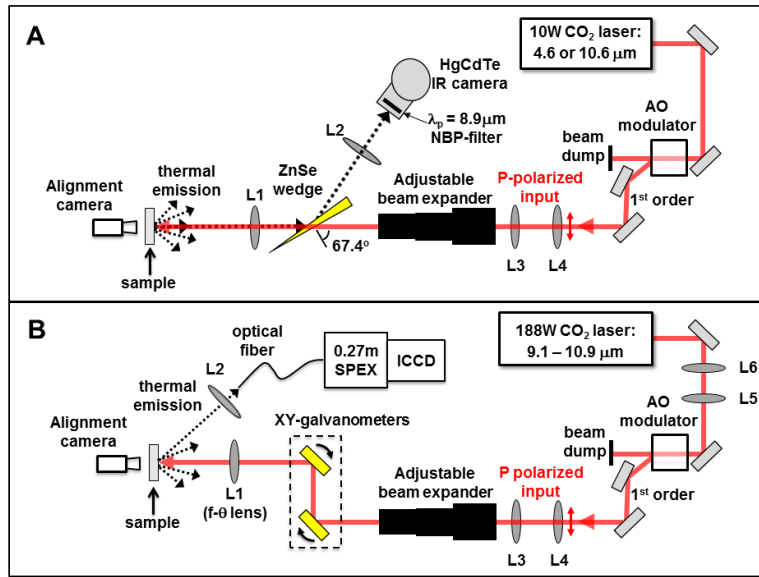 A
10W CO₂ laser:
4.6 or 10.6 μm
HgCdTe
IR camera
λp = 8.9μm
NBP-filter
AO
modulator
beam
dump
1st order
L2
ZnSe
wedge
thermal
emission
L1
Alignment
camera
Adjustable
beam expander
P-polarized
input
67.4º
L3
L4
sample
B
188W CO₂ laser:
9.1 – 10.9 μm
optical
fiber
0.27m
SPEX
ICCD
L6
L5
L2
thermal
emission
AO
modulator
XY-galvanometers
beam
dump
Alignment
camera
Adjustable
beam expander
P polarized
input
1st order
L1
(f-θ lens)
sample
L3
L4